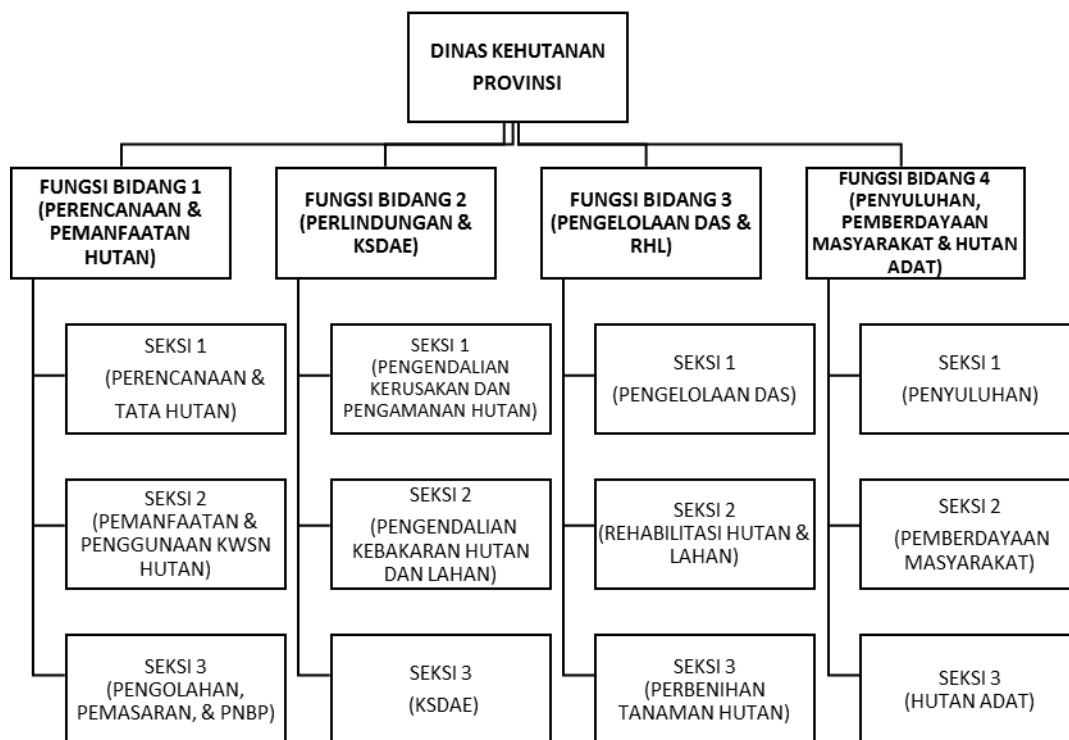 DINAS KEHUTANAN
PROVINSI
FUNGSI BIDANG 1
(PERENCANAAN &
PEMANFAATAN
HUTAN)
FUNGSI BIDANG 2
(PERLINDUNGAN &
KSDAE)
FUNGSI BIDANG 3
(PENGELOLAAN DAS &
RHL)
FUNGSI BIDANG 4
(PENYULUHAN,
PEMBERDAYAAN
MASYARAKAT & HUTAN
ADAT)
SEKSI 1
(PERENCANAAN &
TATA HUTAN)
SEKSI 1
(PENGENDALIAN
KERUSAKAN DAN
PENGAMANAN HUTAN)
SEKSI 1
(PENGELOLAAN DAS)
SEKSI 1
(PENYULUHAN)
SEKSI 2
(PEMANFAATAN &
PENGGUNAAN KWSN
HUTAN)
SEKSI 2
(PENGENDALIAN
KEBAKARAN HUTAN
DAN LAHAN)
SEKSI 2
(REHABILITASI HUTAN &
LAHAN)
SEKSI 2
(PEMBERDAYAAN
MASYARAKAT)
SEKSI 3
(PENGOLAHAN,
PEMASARAN, & PNBP)
SEKSI 3
(KSDAE)
SEKSI 3
(PERBENIHAN
TANAMAN HUTAN)
SEKSI 3
(HUTAN ADAT)